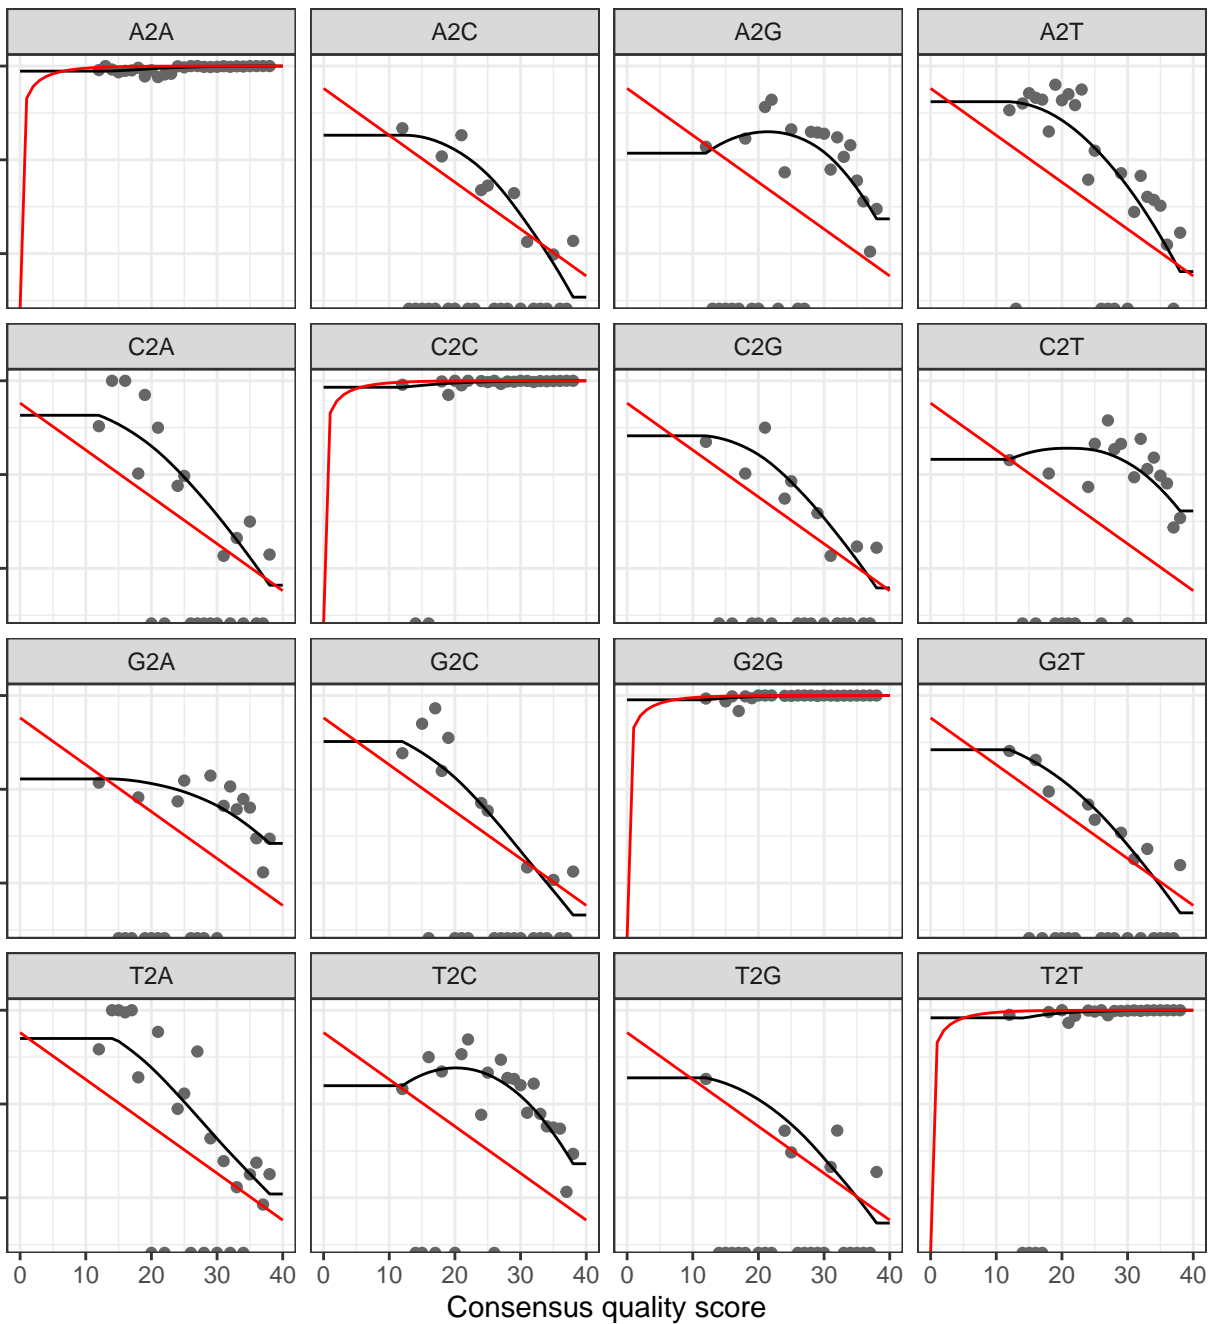 A2A A2C A2G A2T
C2A C2C C2G C2T
G2A G2C G2G G2T
T2A T2C T2G T2T
0 10 20 30 40 0 10 20 30 40 0 10 20 30 40 0 10 20 30 40
Consensus quality score